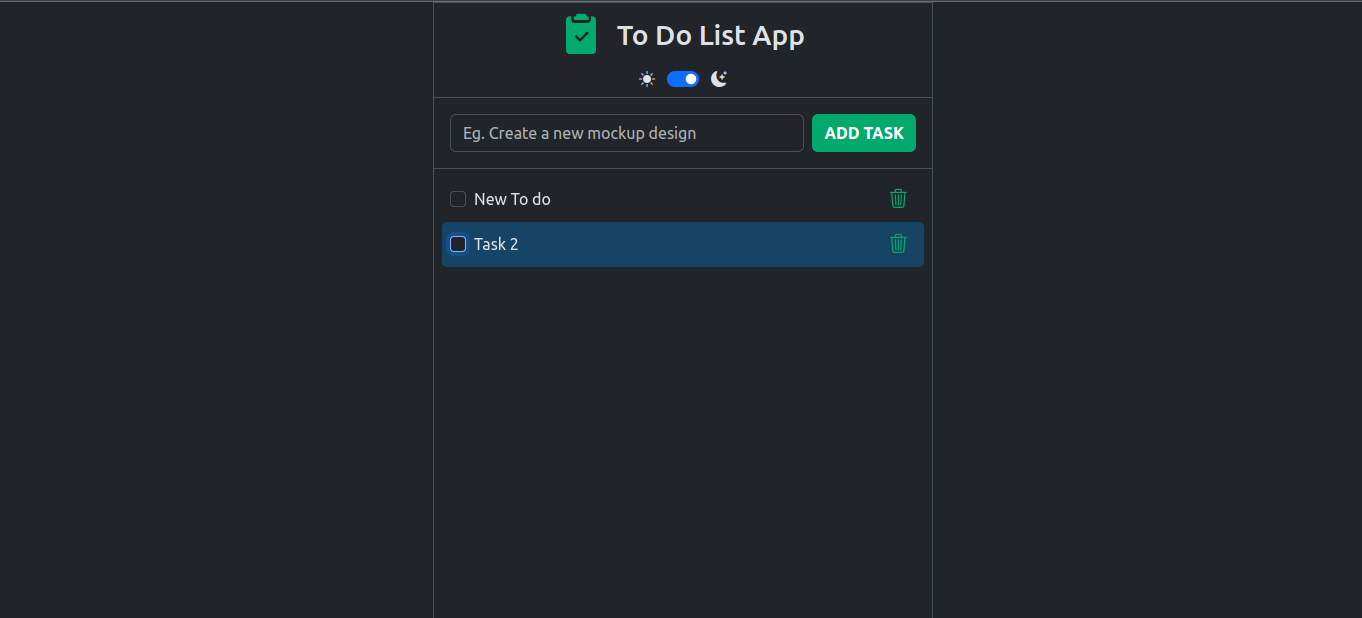 To Do List App
Eg. Create a new mockup design
ADD TASK
New To do
Task 2